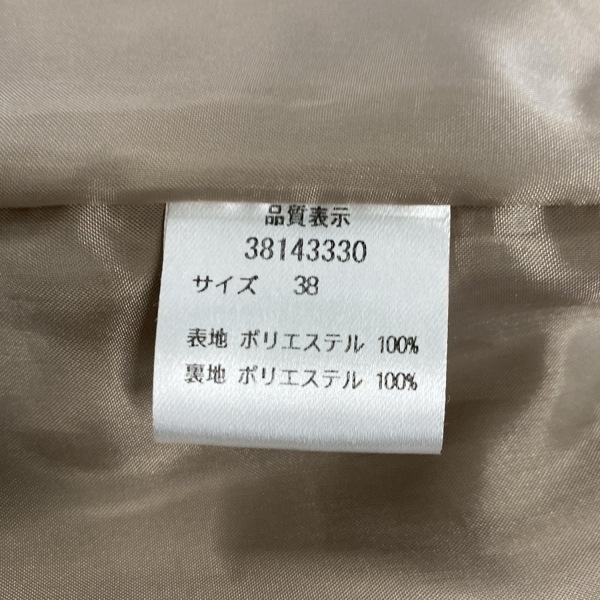 品質表示
38143330
サイズ 38
表地 ポリエステル 100%
裏地 ポリエステル 100%